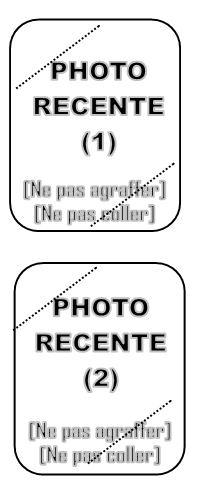 PHOTO
RECENTE
(1)
[Ne pas agraffer]
[Ne pas coller]
PHOTO
RECENTE
(2)
[Ne pas agraffer]
[Ne pas coller]